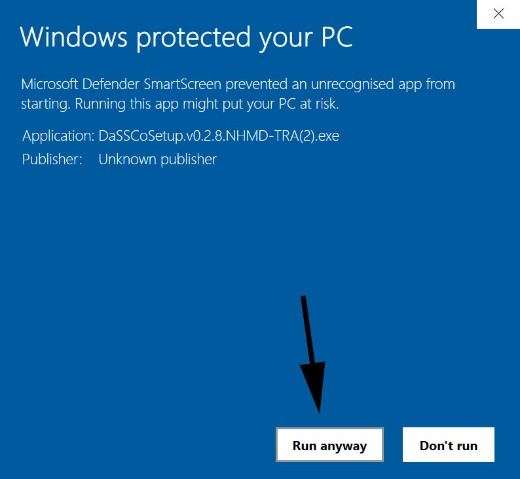 Windows protected your PC
Microsoft Defender SmartScreen prevented an unrecognised app from
starting. Running this app might put your PC at risk.
Application: DaSSCoSetup.v0.2.8.NHMD-TRA(2).exe
Publisher: Unknown publisher
Run anyway
Don't run